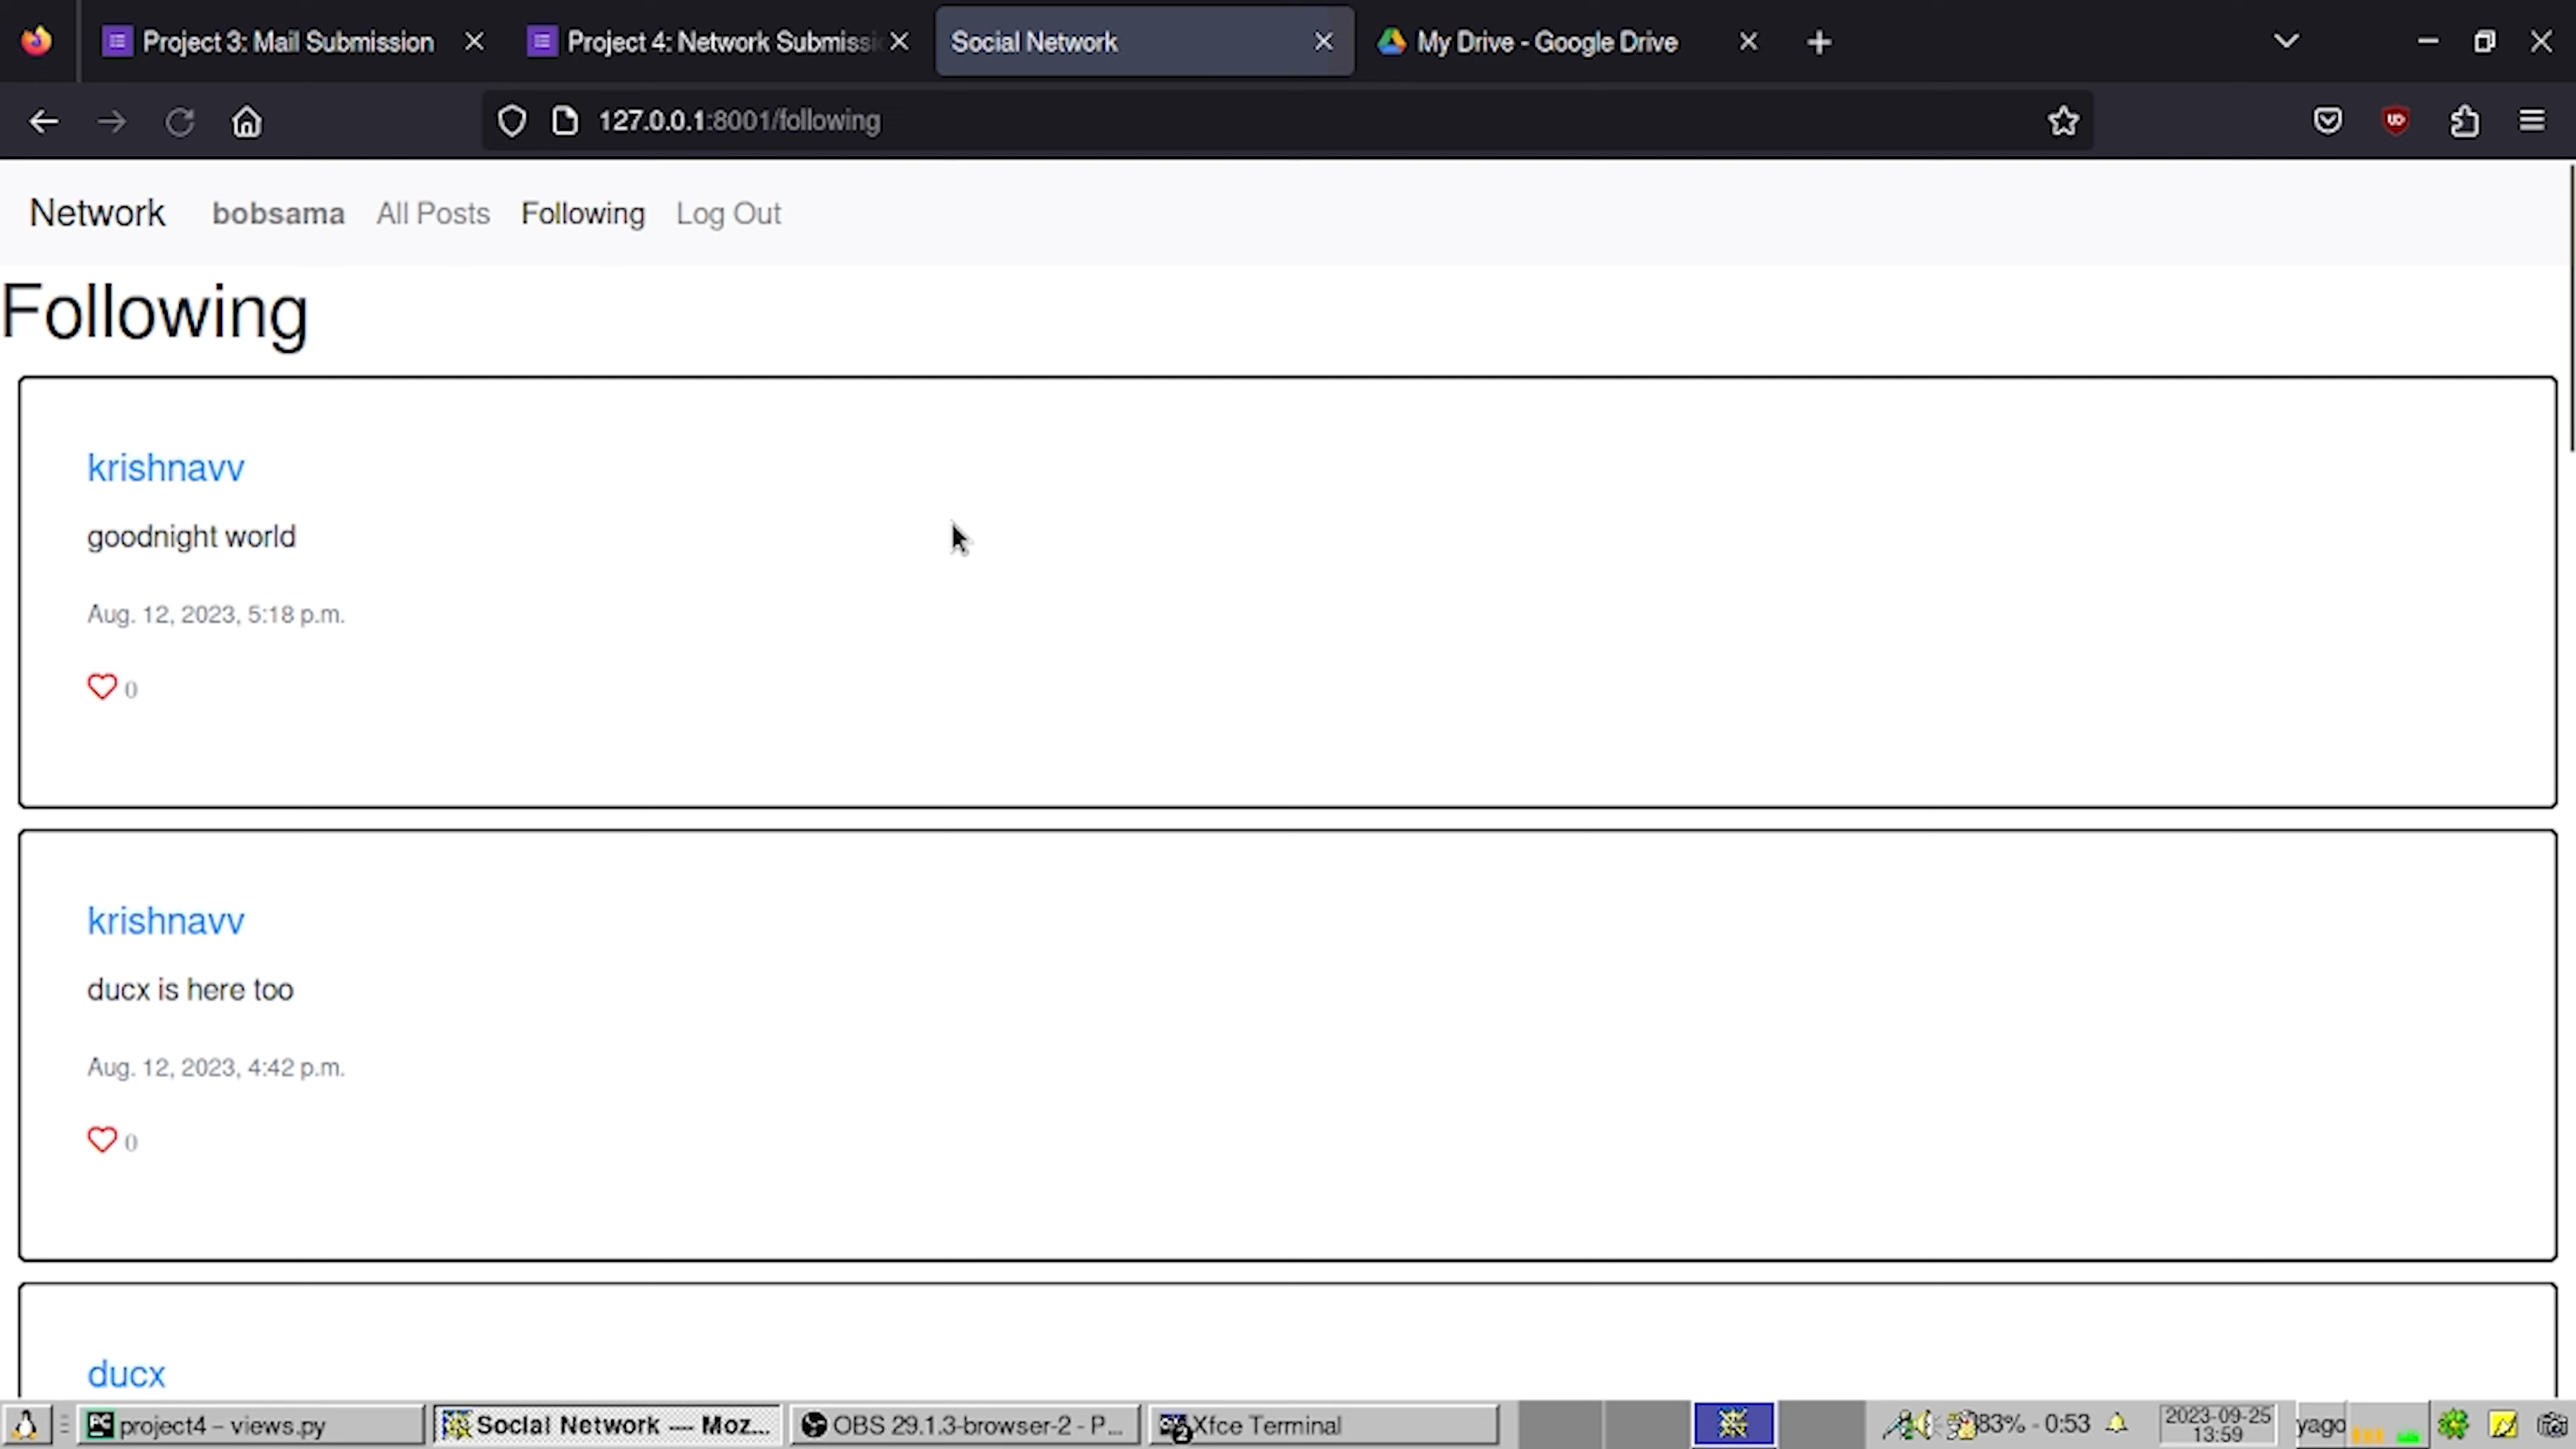 Project 3: Mail Submission
Project 4: Network Submissi
Social Network
My Drive - Google Drive
127.0.0.1:8001/following
Network bobsama All Posts Following Log Out
Following
krishnavv
goodnight world
Aug. 12, 2023, 5:18 p.m.
0
krishnavv
ducx is here too
Aug. 12, 2023, 4:42 p.m.
0
ducx
project4 – views.py
Social Network — Moz...
OBS 29.1.3-browser-2 - P...
2 Xfce Terminal
83% - 0:53
2023-09-25
13:59
yago